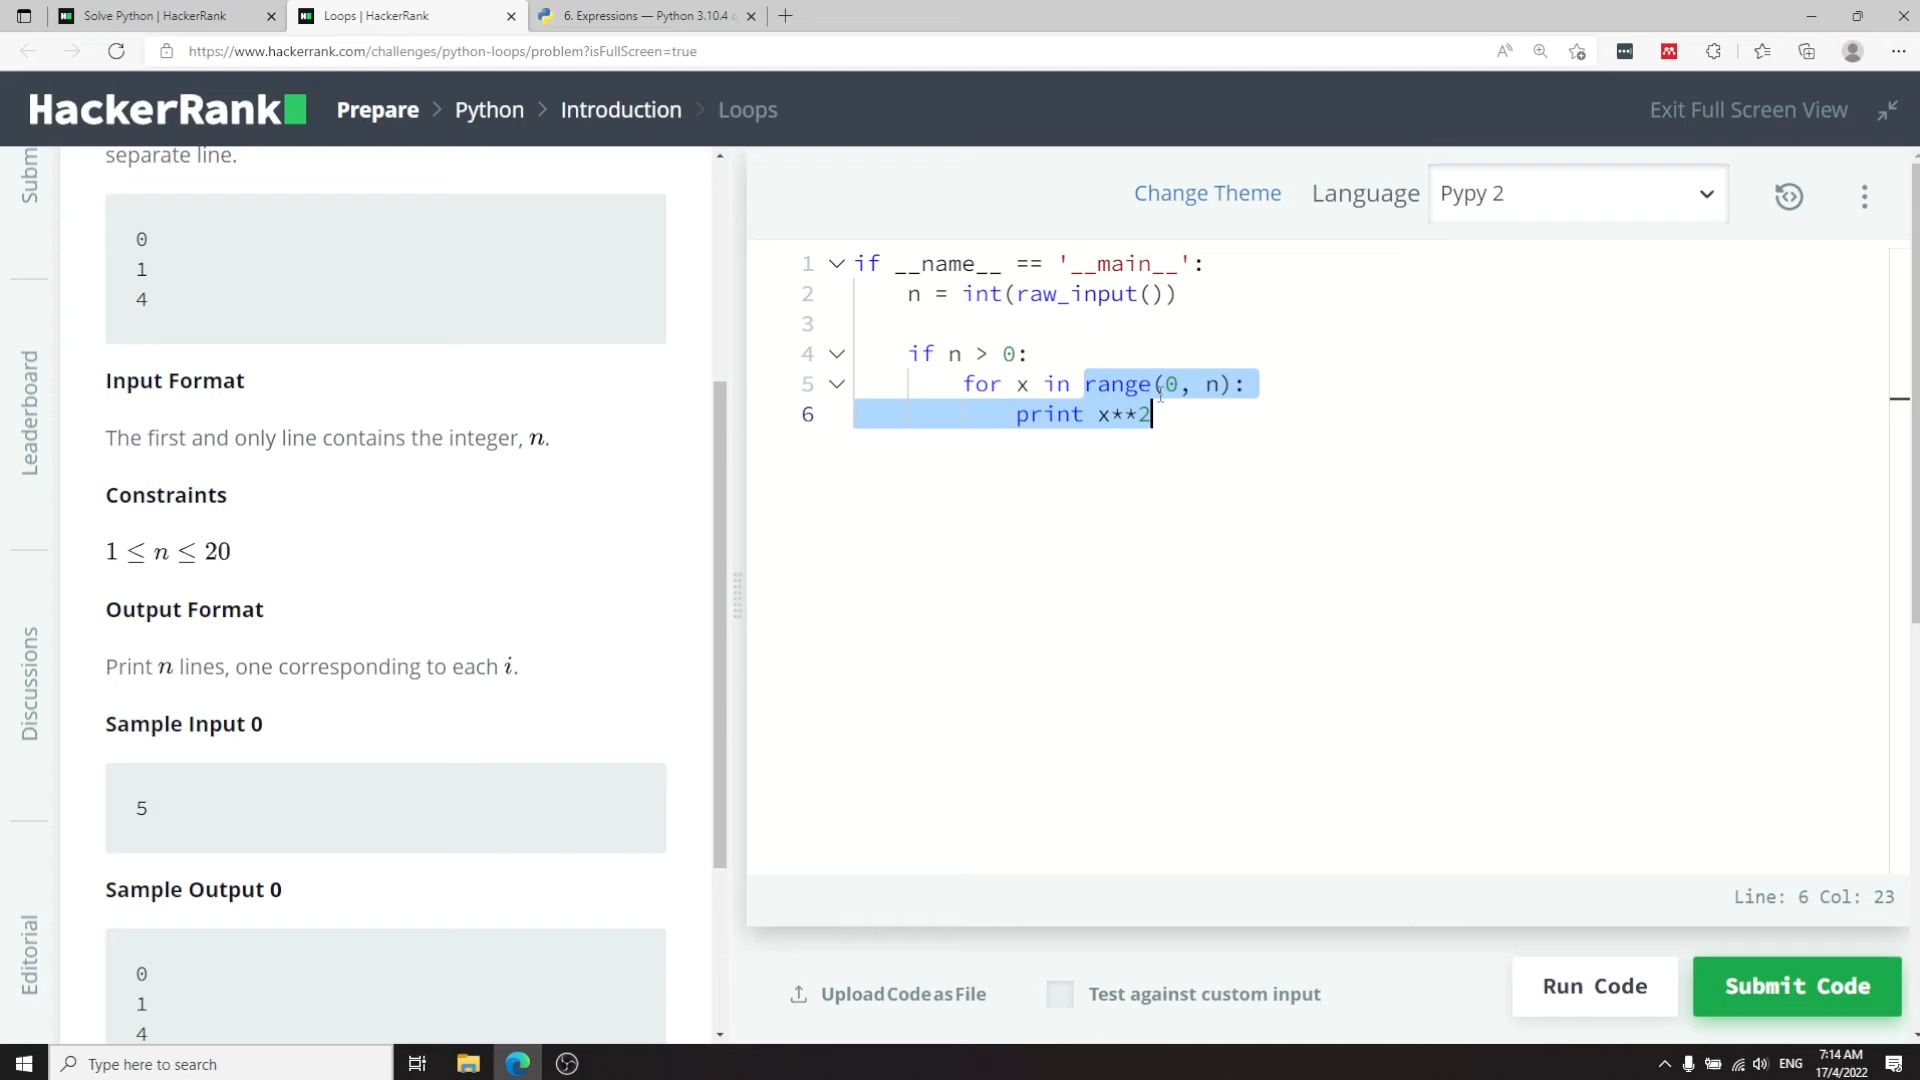 Solve Python | HackerRank
Loops | HackerRank
6. Expressions — Python 3.10.4
https://www.hackerrank.com/challenges/python-loops/problem?isFullScreen=true
HackerRank
Prepare > Python > Introduction > Loops
Exit Full Screen View
Subm
Leaderboard
Discussions
Editorial
separate line.
0
1
4
Input Format
The first and only line contains the integer, n.
Constraints
1 ≤ n ≤ 20
Output Format
Print n lines, one corresponding to each i.
Sample Input 0
5
Sample Output 0
0
1
4
Change Theme Language Pypy 2
1 if __name__ == '__main__':
2 n = int(raw_input())
3
4 if n > 0:
5 for x in range(0, n):
6 print x**2
Line: 6 Col: 23
Upload Code as File
Test against custom input
Run Code
Submit Code
Type here to search
ENG
7:14 AM
17/4/2022